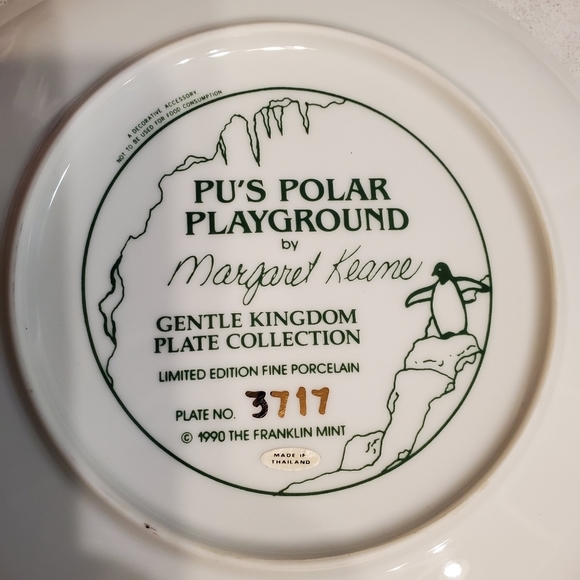 A DECORATIVE ACCESSORY.
NOT TO BE USED FOR FOOD CONSUMPTION
PU'S POLAR
PLAYGROUND
by
Margaret Keane
GENTLE KINGDOM
PLATE COLLECTION
LIMITED EDITION FINE PORCELAIN
PLATE NO. 3717
© 1990 THE FRANKLIN MINT
MADE IF
THAILAND